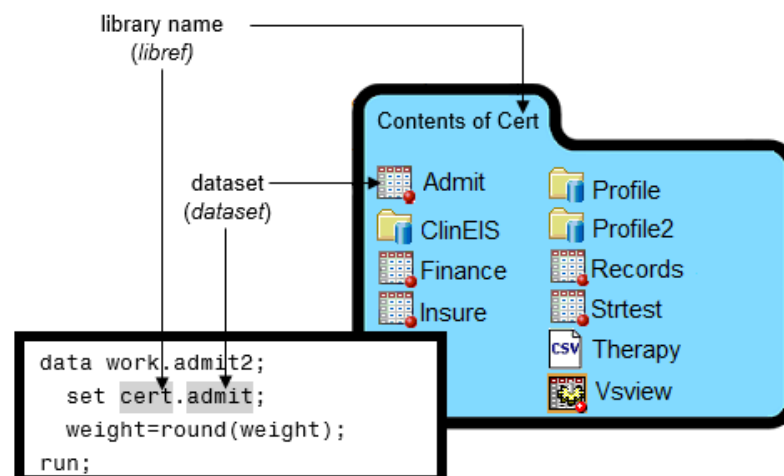 library name
(libref)
Contents of Cert
dataset
(dataset)
Admit
ClinEIS
Finance
Insure
Profile
Profile2
Records
Strtest
CSV Therapy
Vsview
data work.admit2;
set cert.admit;
weight=round(weight);
run;